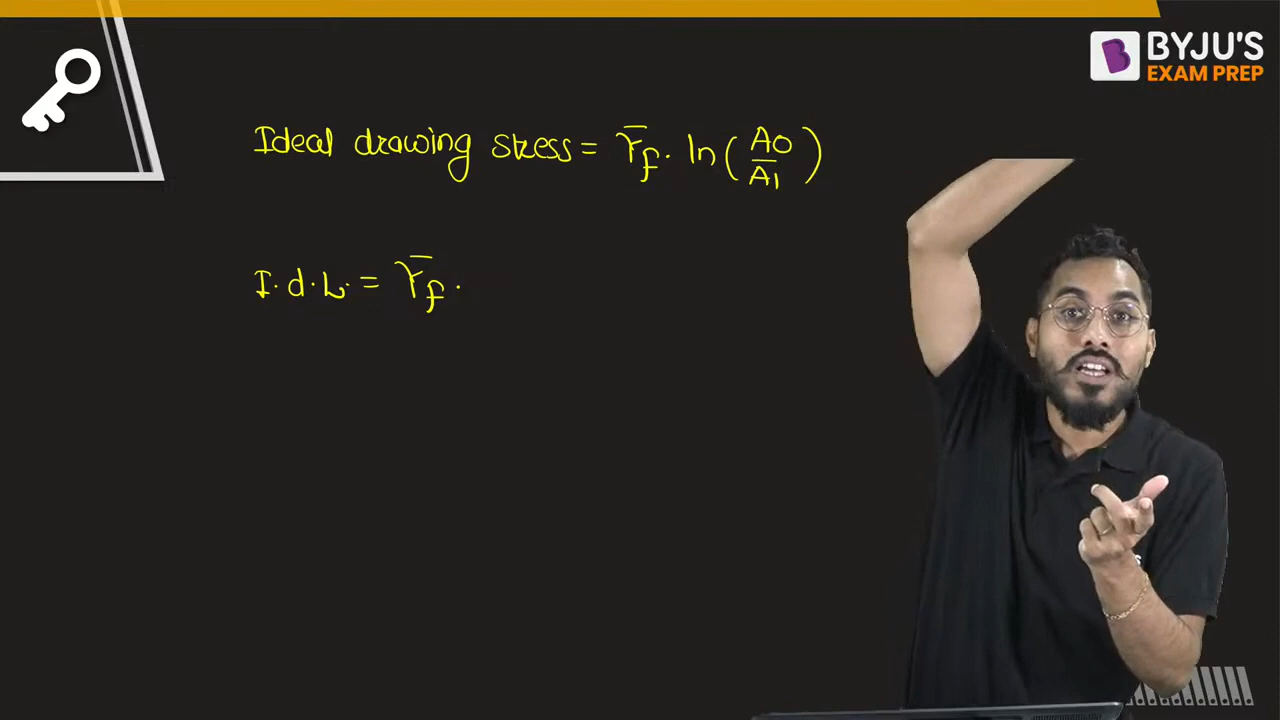 BYJU'S
EXAM PREP
Ideal drawing stress = Y̅f . ln (A0/A1)
I.d.L. = Y̅f .